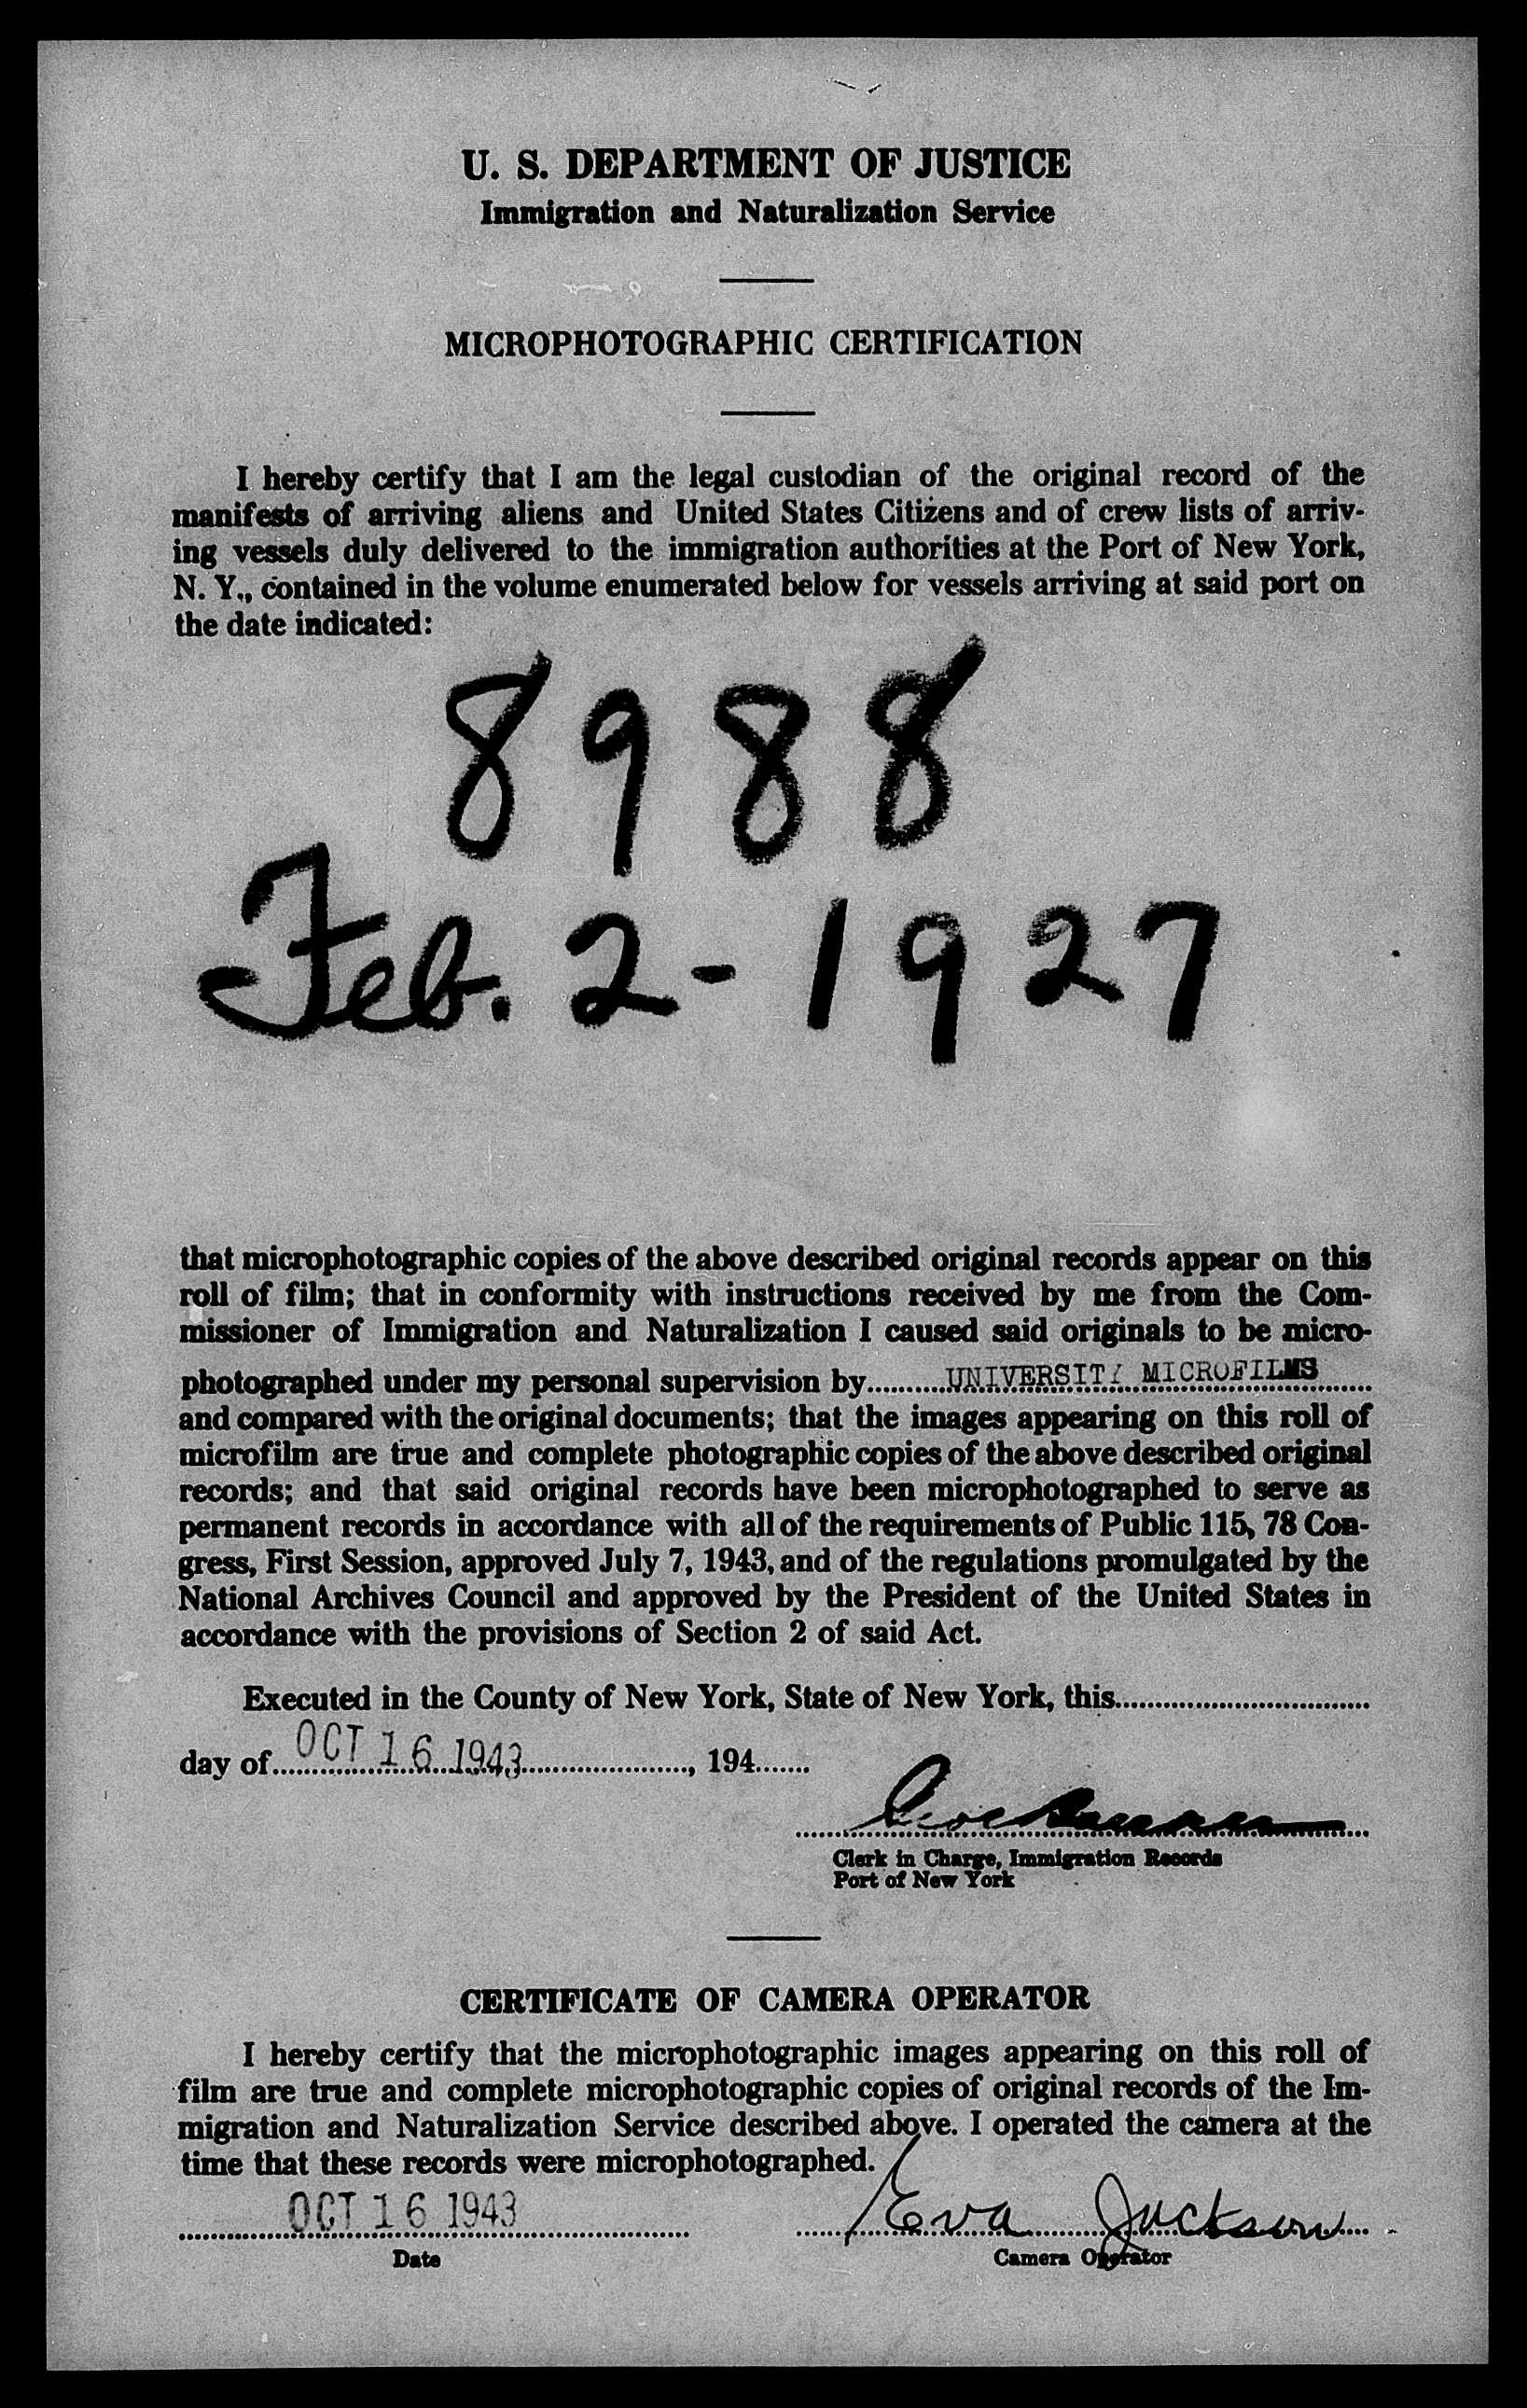 U. S. DEPARTMENT OF JUSTICE
Immigration and Naturalization Service
MICROPHOTOGRAPHIC CERTIFICATION
I hereby certify that I am the legal custodian of the original record of the
manifests of arriving aliens and United States Citizens and of crew lists of arriv-
ing vessels duly delivered to the immigration authorities at the Port of New York,
N. Y., contained in the volume enumerated below for vessels arriving at said port on
the date indicated:
8988
Feb. 2-1927
that microphotographic copies of the above described original records appear on this
roll of film; that in conformity with instructions received by me from the Com-
missioner of Immigration and Naturalization I caused said originals to be micro-
photographed under my personal supervision by..........UNIVERSITY MICROFILMS......
and compared with the original documents; that the images appearing on this roll of
microfilm are true and complete photographic copies of the above described original
records; and that said original records have been microphotographed to serve as
permanent records in accordance with all of the requirements of Public 115, 78 Con-
gress, First Session, approved July 7, 1943, and of the regulations promulgated by the
National Archives Council and approved by the President of the United States in
accordance with the provisions of Section 2 of said Act.
Executed in the County of New York, State of New York, this................................
day of....OCT 16 1943....................., 194.......
Clerk in Charge, Immigration Records
Port of New York
CERTIFICATE OF CAMERA OPERATOR
I hereby certify that the microphotographic images appearing on this roll of
film are true and complete microphotographic copies of original records of the Im-
migration and Naturalization Service described above. I operated the camera at the
time that these records were microphotographed.
OCT 16 1943 Eva Jackson
Date Camera Operator